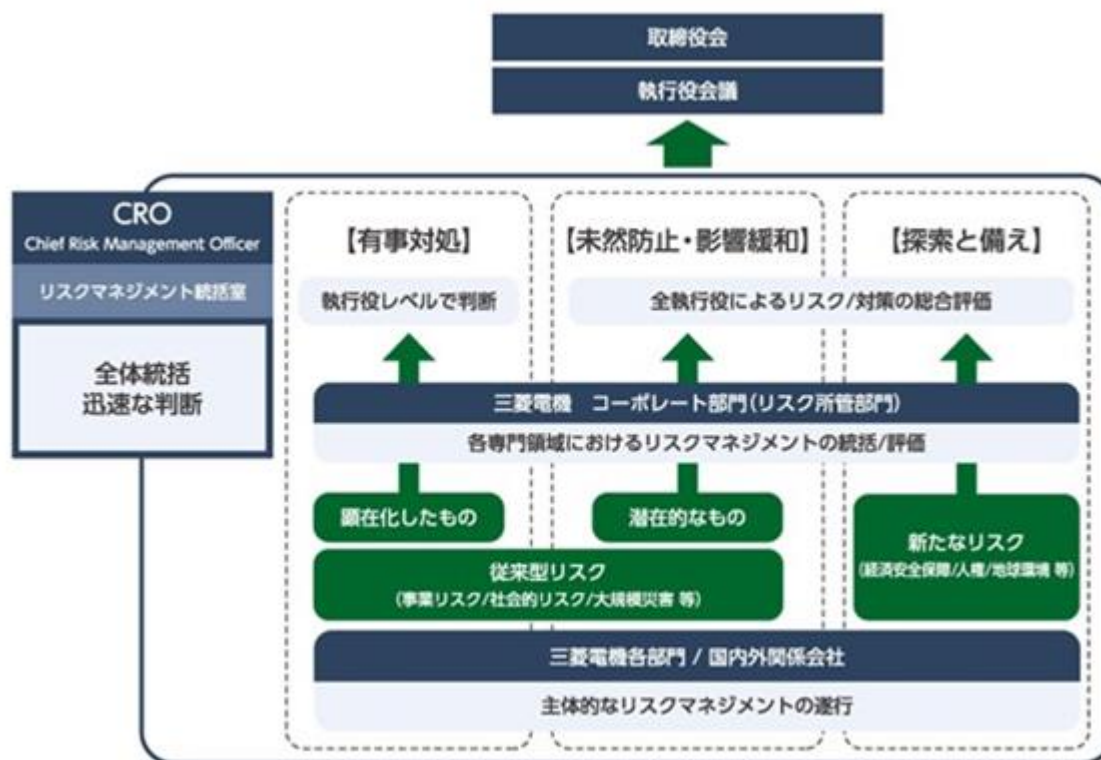 取締役会
執行役会議
CRO
Chief Risk Management Officer
リスクマネジメント統括室
全体統括
迅速な判断
【有事対処】
【未然防止・影響緩和】
【探索と備え】
執行役レベルで判断
全執行役によるリスク/対策の総合評価
三菱電機　コーポレート部門(リスク所管部門)
各専門領域におけるリスクマネジメントの統括/評価
顕在化したもの
潜在的なもの
従来型リスク
(事業リスク/社会的リスク/大規模災害 等)
新たなリスク
(経済安全保障/人権/地球環境 等)
三菱電機各部門 / 国内外関係会社
主体的なリスクマネジメントの遂行